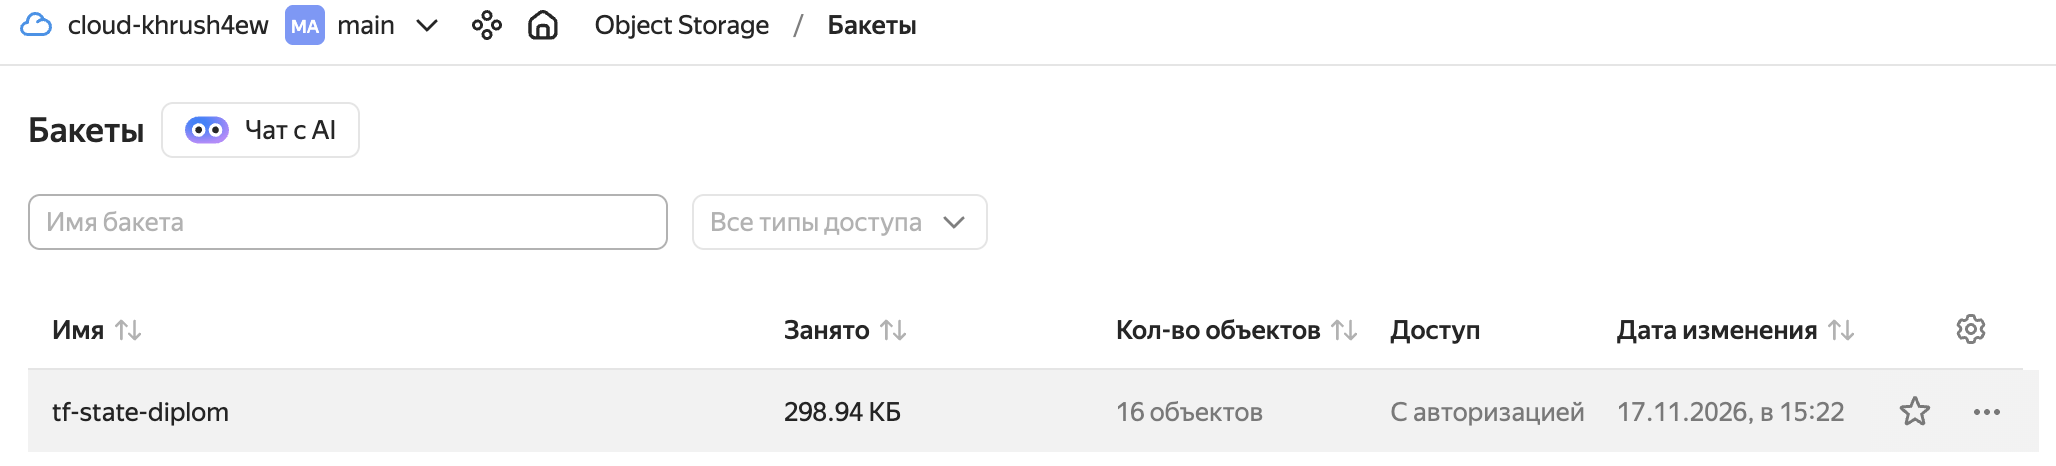 cloud-khrush4ew MA main Object Storage / Бакеты
Бакеты Чат с AI
Имя бакета Все типы доступа
Имя Занято Кол-во объектов Доступ Дата изменения
tf-state-diplom 298.94 КБ 16 объектов С авторизацией 17.11.2026, в 15:22